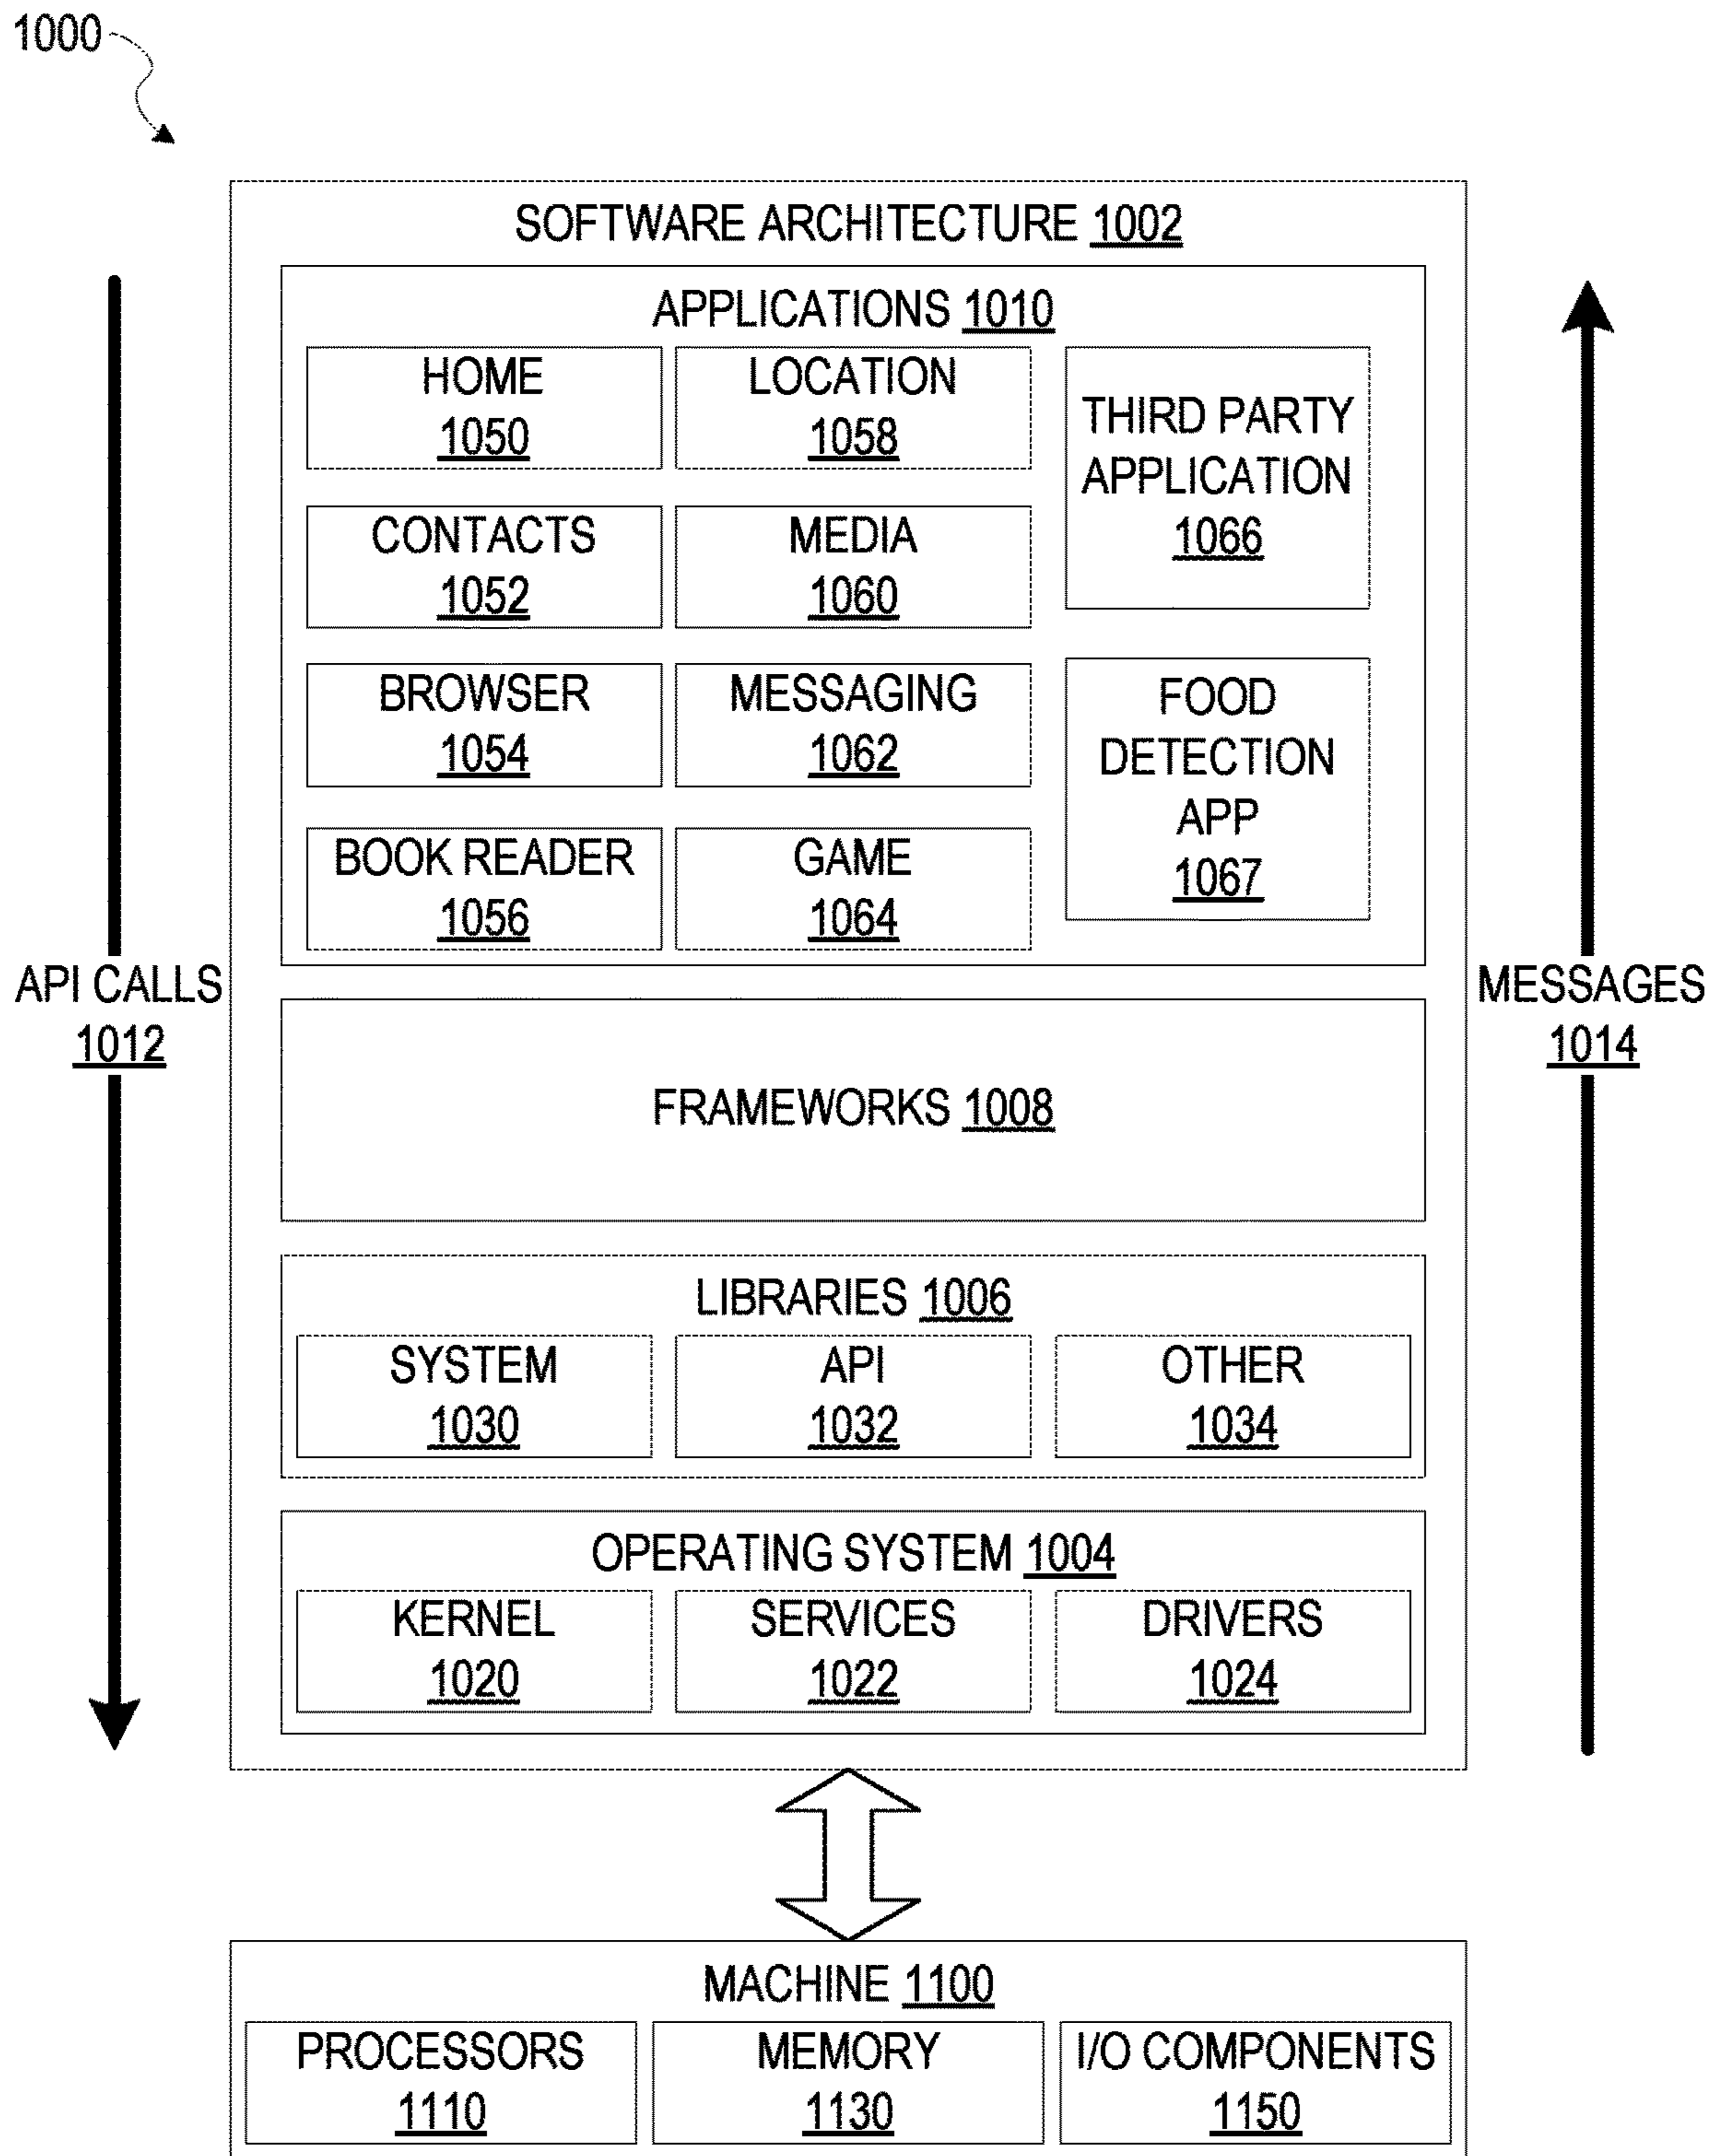 1000
SOFTWARE ARCHITECTURE 1002
APPLICATIONS 1010
HOME
1050
LOCATION
1058
THIRD PARTY
APPLICATION
1066
CONTACTS
1052
MEDIA
1060
BROWSER
1054
MESSAGING
1062
FOOD
DETECTION
APP
1067
BOOK READER
1056
GAME
1064
API CALLS
1012
MESSAGES
1014
FRAMEWORKS 1008
LIBRARIES 1006
SYSTEM
1030
API
1032
OTHER
1034
OPERATING SYSTEM 1004
KERNEL
1020
SERVICES
1022
DRIVERS
1024
MACHINE 1100
PROCESSORS
1110
MEMORY
1130
I/O COMPONENTS
1150